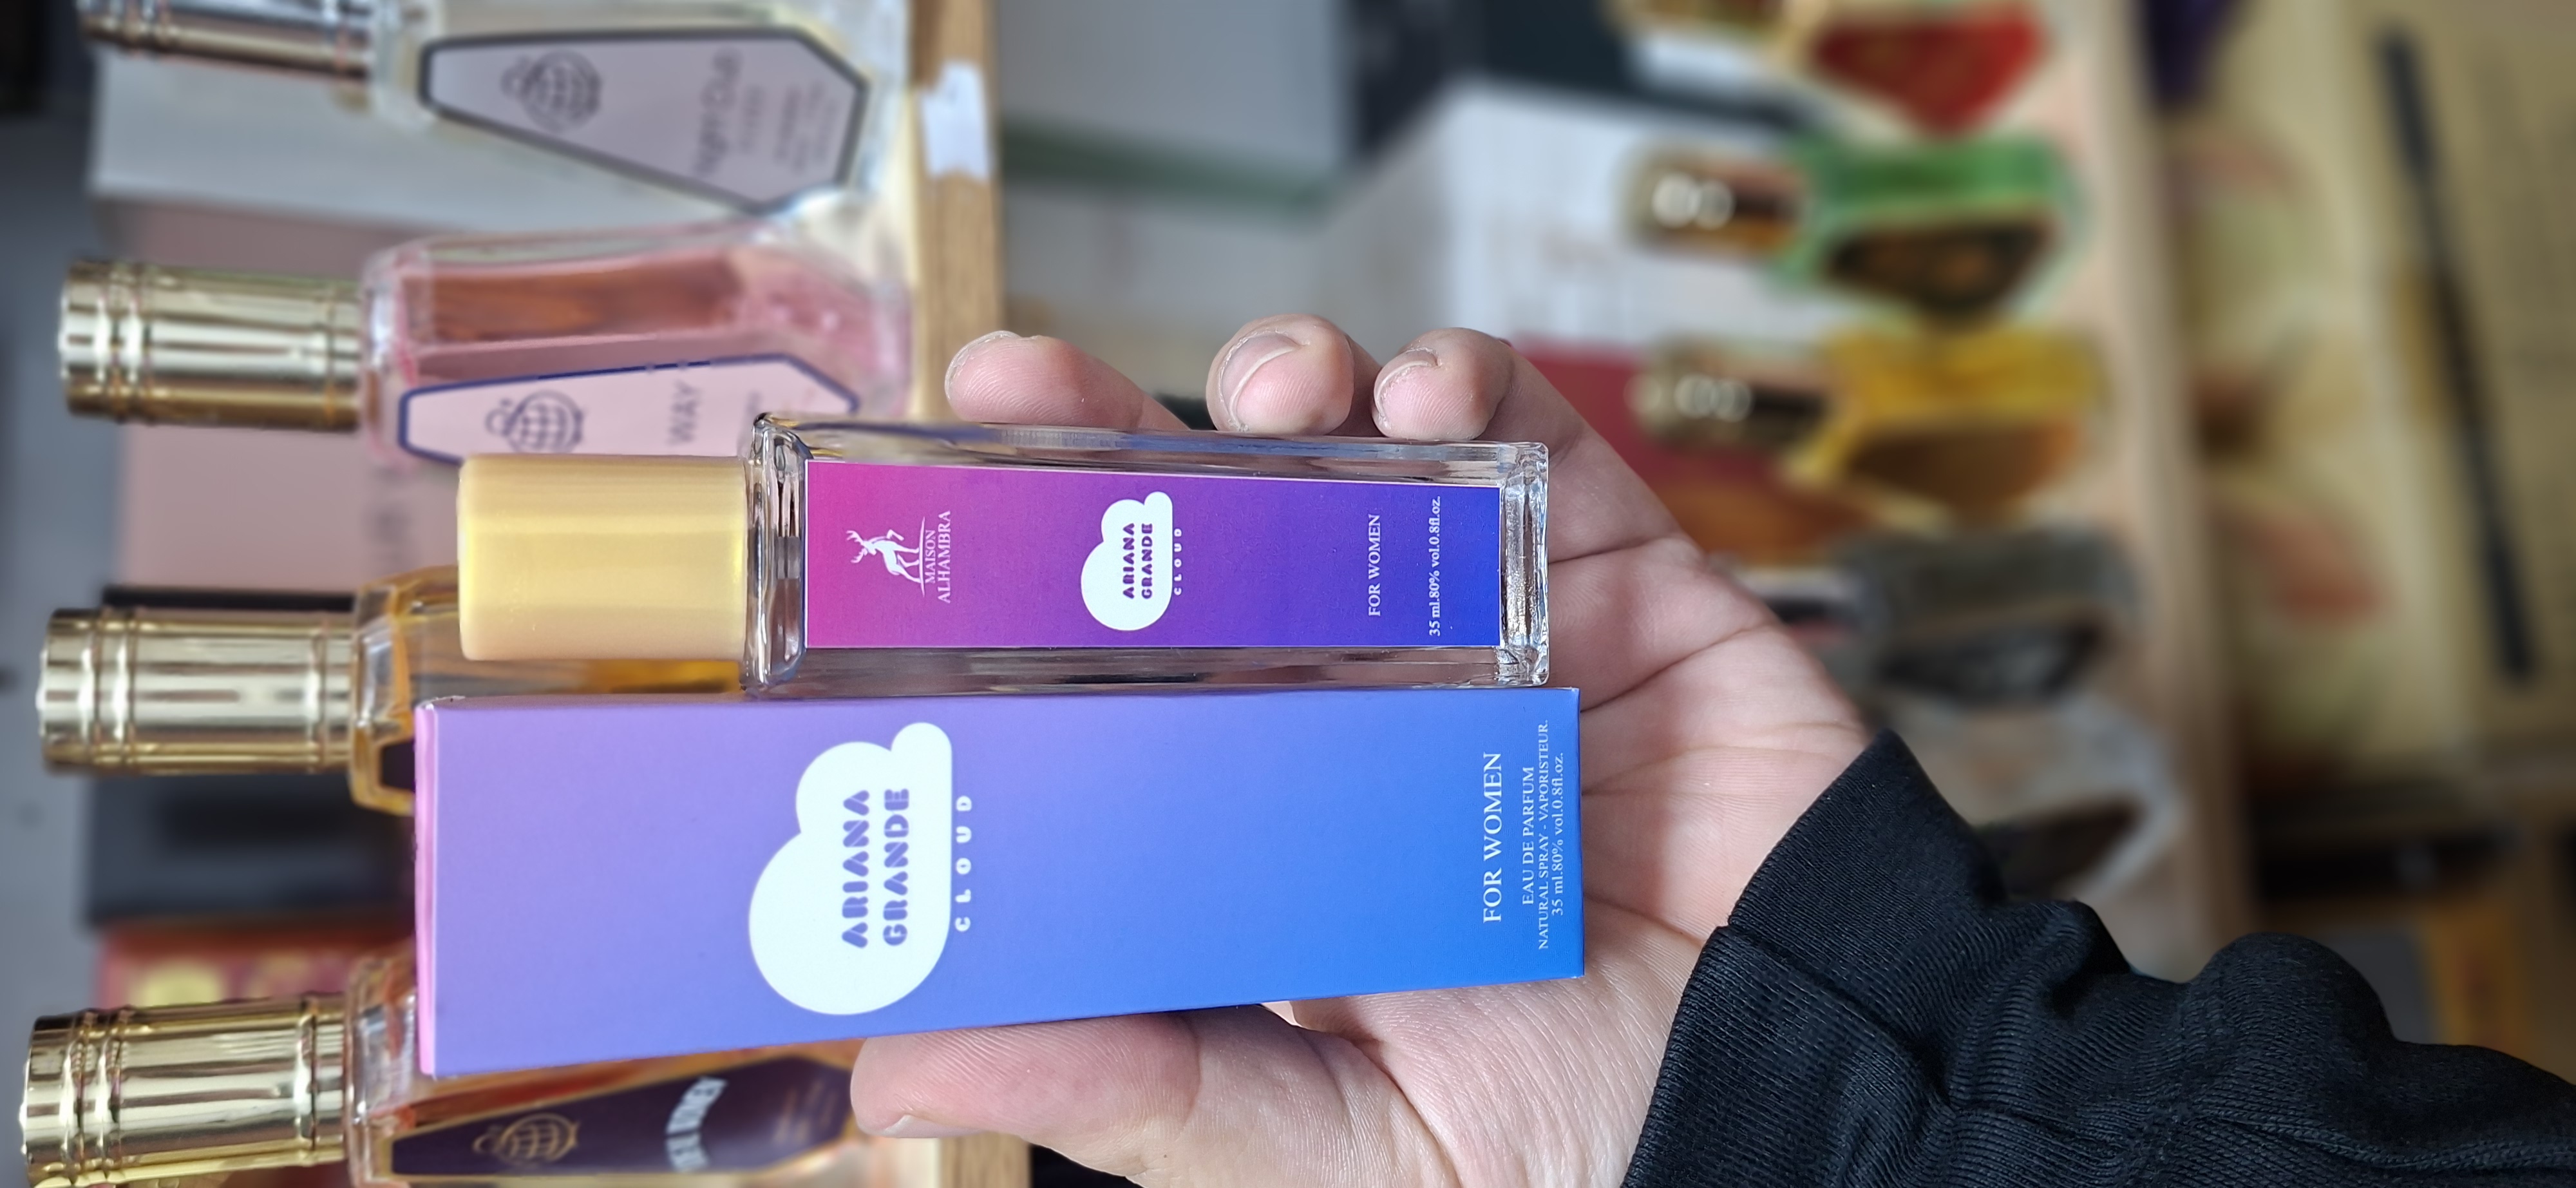 MAISON
ALHAMBRA
ARIANA
GRANDE
CLOUD
FOR WOMEN
35 ml.80% vol.0.8fl.oz.
ARIANA
GRANDE
CLOUD
FOR WOMEN
EAU DE PARFUM
NATURAL SPRAY - VAPORISTEUR.
35 ml.80% vol.0.8fl.oz.
WAY